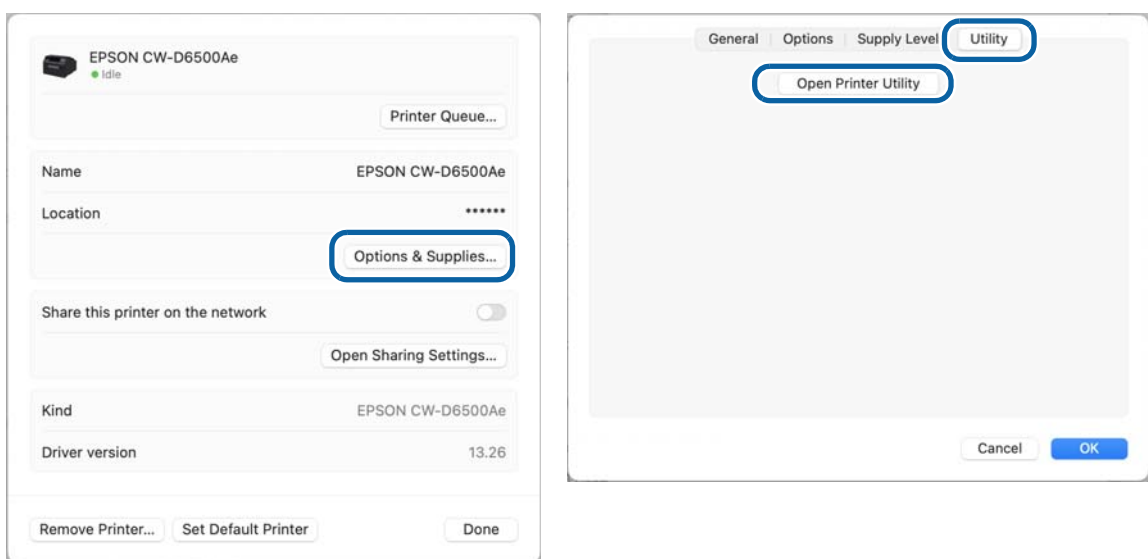 EPSON CW-D6500Ae
Idle
Printer Queue...
Name EPSON CW-D6500Ae
Location ••••••
Options & Supplies...
Share this printer on the network
Open Sharing Settings...
Kind EPSON CW-D6500Ae
Driver version 13.26
Remove Printer... Set Default Printer Done
General Options Supply Level Utility
Open Printer Utility
Cancel OK